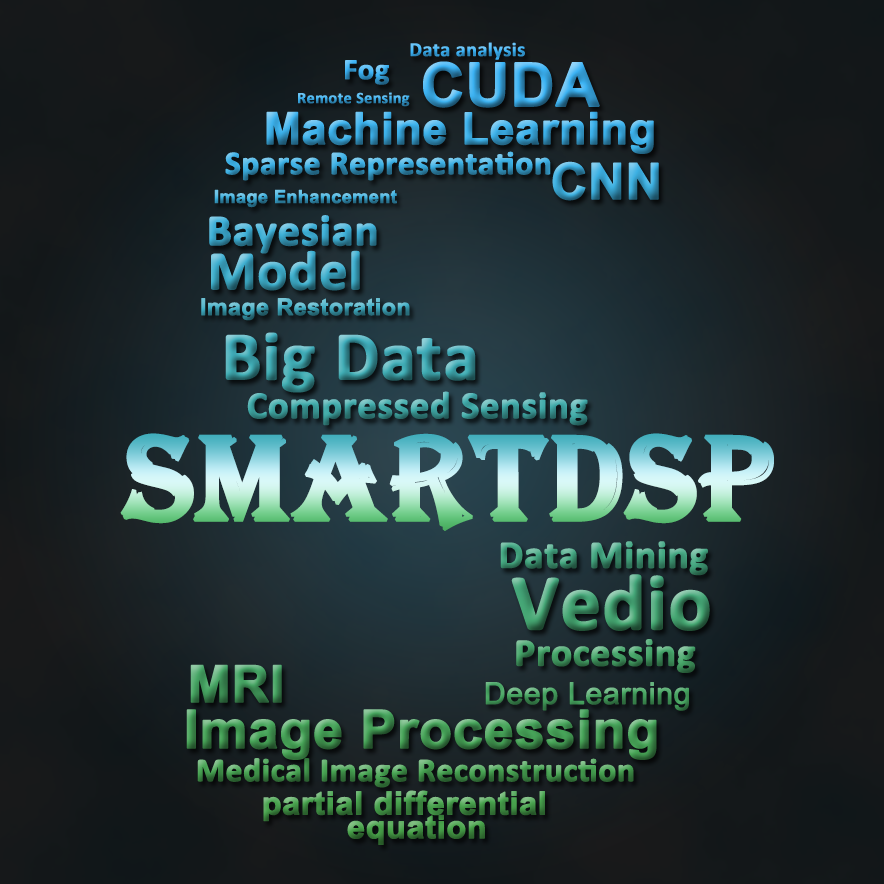 Data analysis
Fog
CUDA
Remote Sensing
Machine Learning
Sparse Representation
CNN
Image Enhancement
Bayesian
Model
Image Restoration
Big Data
Compressed Sensing
SMARTDSP
Data Mining
Vedio
Processing
MRI
Deep Learning
Image Processing
Medical Image Reconstruction
partial differential
equation